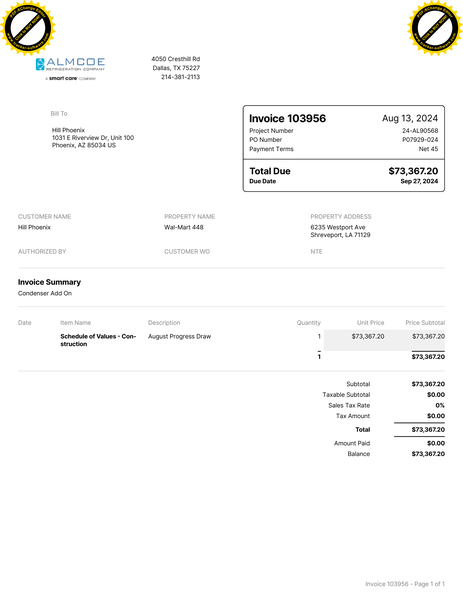 ALMCOE
REFRIGERATION COMPANY
A smart care COMPANY
4050 Cresthill Rd
Dallas, TX 75227
214-381-2113
Bill To
Hill Phoenix
1031 E Riverview Dr, Unit 100
Phoenix, AZ 85034 US
Invoice 103956 Aug 13, 2024
Project Number 24-AL90568
PO Number P07929-024
Payment Terms Net 45
Total Due $73,367.20
Due Date Sep 27, 2024
CUSTOMER NAME PROPERTY NAME PROPERTY ADDRESS
Hill Phoenix Wal-Mart 448 6235 Westport Ave
Shreveport, LA 71129
AUTHORIZED BY CUSTOMER WO NTE
Invoice Summary
Condenser Add On
Date Item Name Description Quantity Unit Price Price Subtotal
Schedule of Values - Con- August Progress Draw 1 $73,367.20 $73,367.20
struction
1 $73,367.20
Subtotal $73,367.20
Taxable Subtotal $0.00
Sales Tax Rate 0%
Tax Amount $0.00
Total $73,367.20
Amount Paid $0.00
Balance $73,367.20
Invoice 103956 - Page 1 of 1